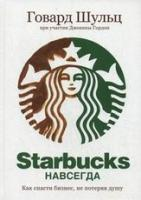 Говард Шульц
при участии Джоанны Гордон
Starbucks
НАВСЕГДА
Как спасти бизнес, не потеряв душу